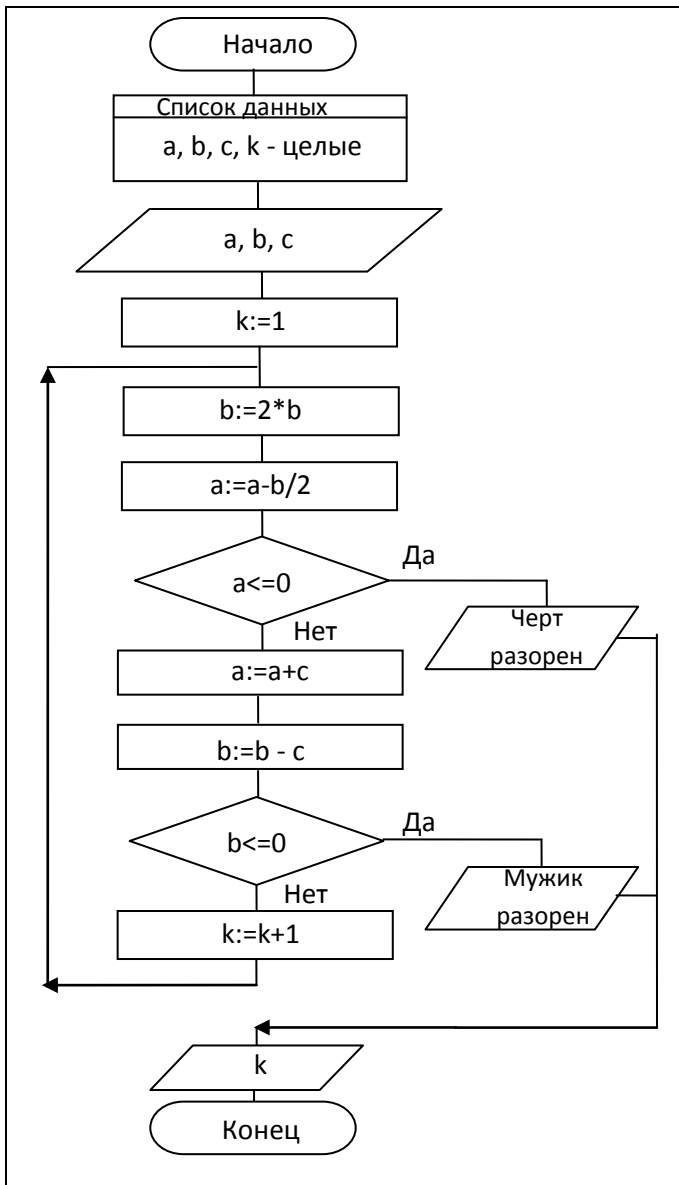 Начало
Список данных
a, b, c, k - целые
a, b, c
k:=1
b:=2*b
a:=a-b/2
a<=0
Да
Черт
разорен
Нет
a:=a+c
b:=b - c
b<=0
Да
Мужик
разорен
Нет
k:=k+1
k
Конец